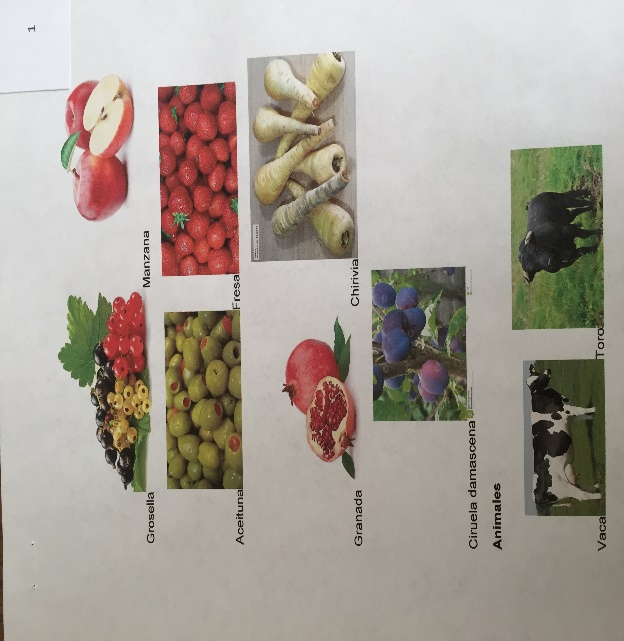 1
Grosella Manzana
Aceituna Fresa
Granada Chirivia
Ciruela damascena
Animales
Vaca Toro